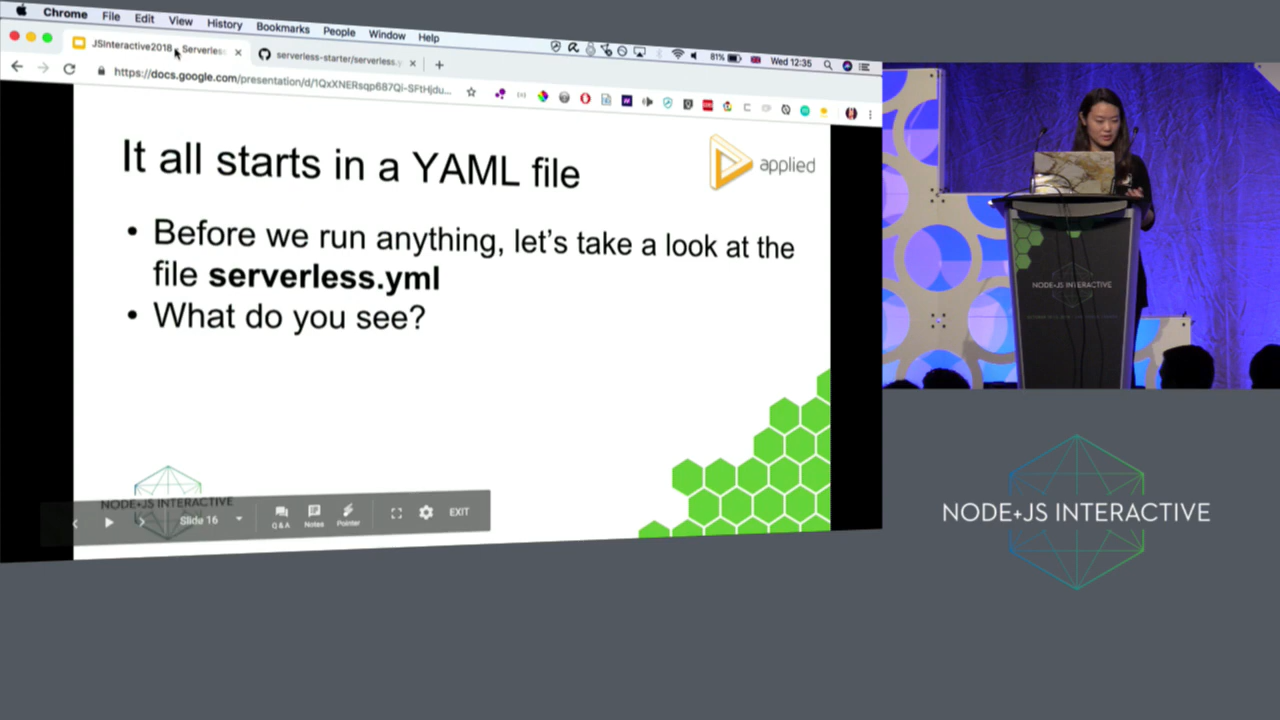 Chrome File Edit View History Bookmarks People Window Help 81% Wed 12:35
JSInteractive2018 - Serverless serverless-starter/serverless.y
https://docs.google.com/presentation/d/1QxXNERsqp687Qi-SFtHjdu...
It all starts in a YAML file
applied
• Before we run anything, let's take a look at the
file serverless.yml
• What do you see?
NODE+JS INTERACTIVE
Slide 16 Q&A Notes Pointer EXIT
NODE+JS INTERACTIVE
NODE+JS INTERACTIVE